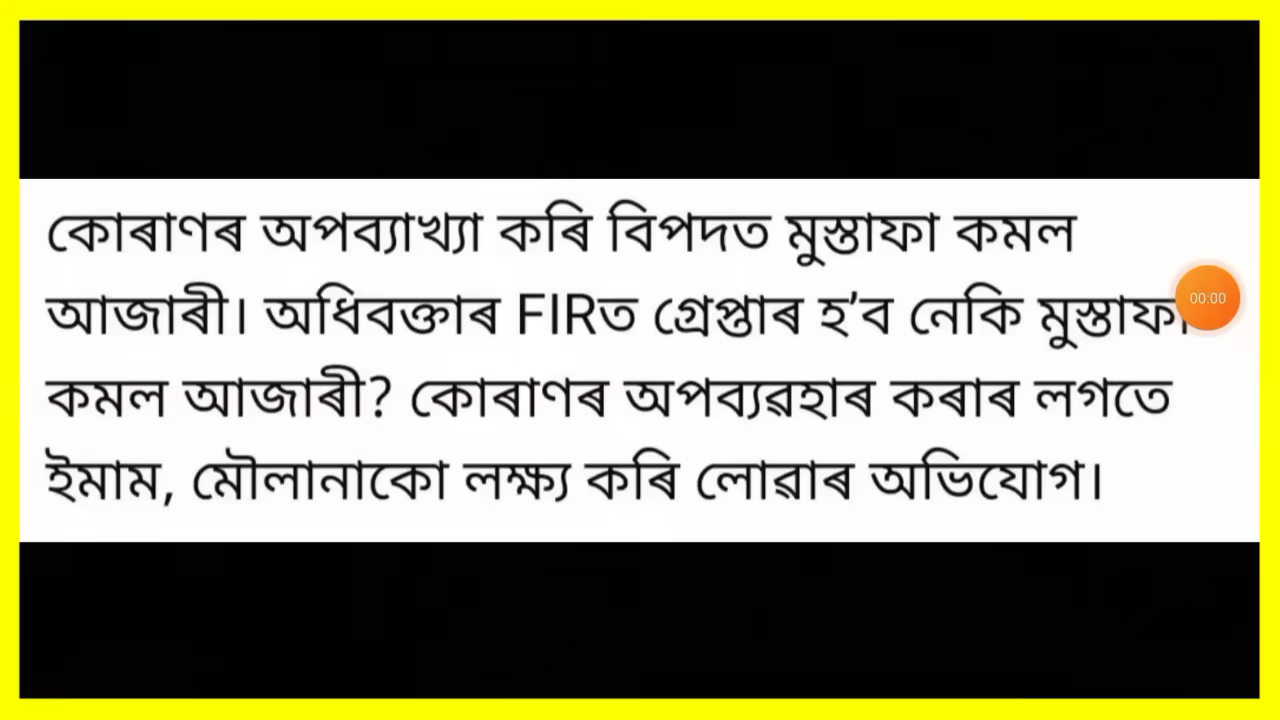 কোৰাণৰ অপব্যাখ্যা কৰি বিপদত মুস্তাফা কমল
আজাৰী। অধিবক্তাৰ FIRত গ্ৰেপ্তাৰ হ’ব নেকি মুস্তাফা
00:00
কমল আজাৰী? কোৰাণৰ অপব্যৱহাৰ কৰাৰ লগতে
ইমাম, মৌলানাকো লক্ষ্য কৰি লোৱাৰ অভিযোগ।